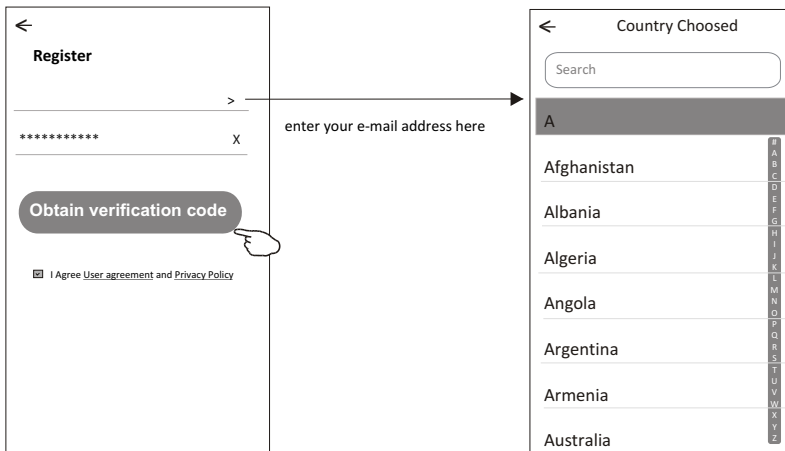 Register
>
*********** X
Obtain verification code
I Agree User agreement and Privacy Policy
enter your e-mail address here
Country Choosed
Search
A
Afghanistan
Albania
Algeria
Angola
Argentina
Armenia
Australia
#
A
B
C
D
E
F
G
H
I
J
K
L
M
N
O
P
Q
R
S
T
U
V
W
X
Y
Z